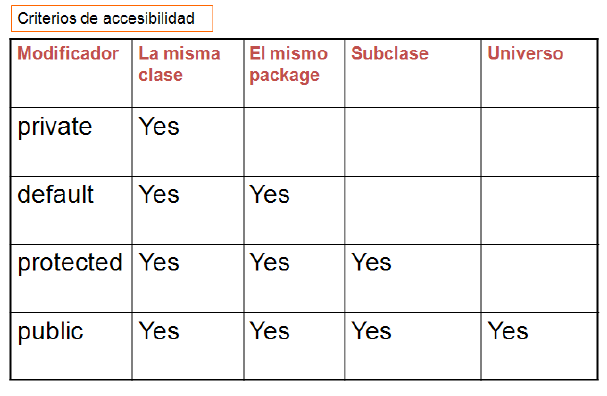 Criterios de accesibilidad
Modificador La misma clase El mismo package Subclase Universo
private Yes
default Yes Yes
protected Yes Yes Yes
public Yes Yes Yes Yes